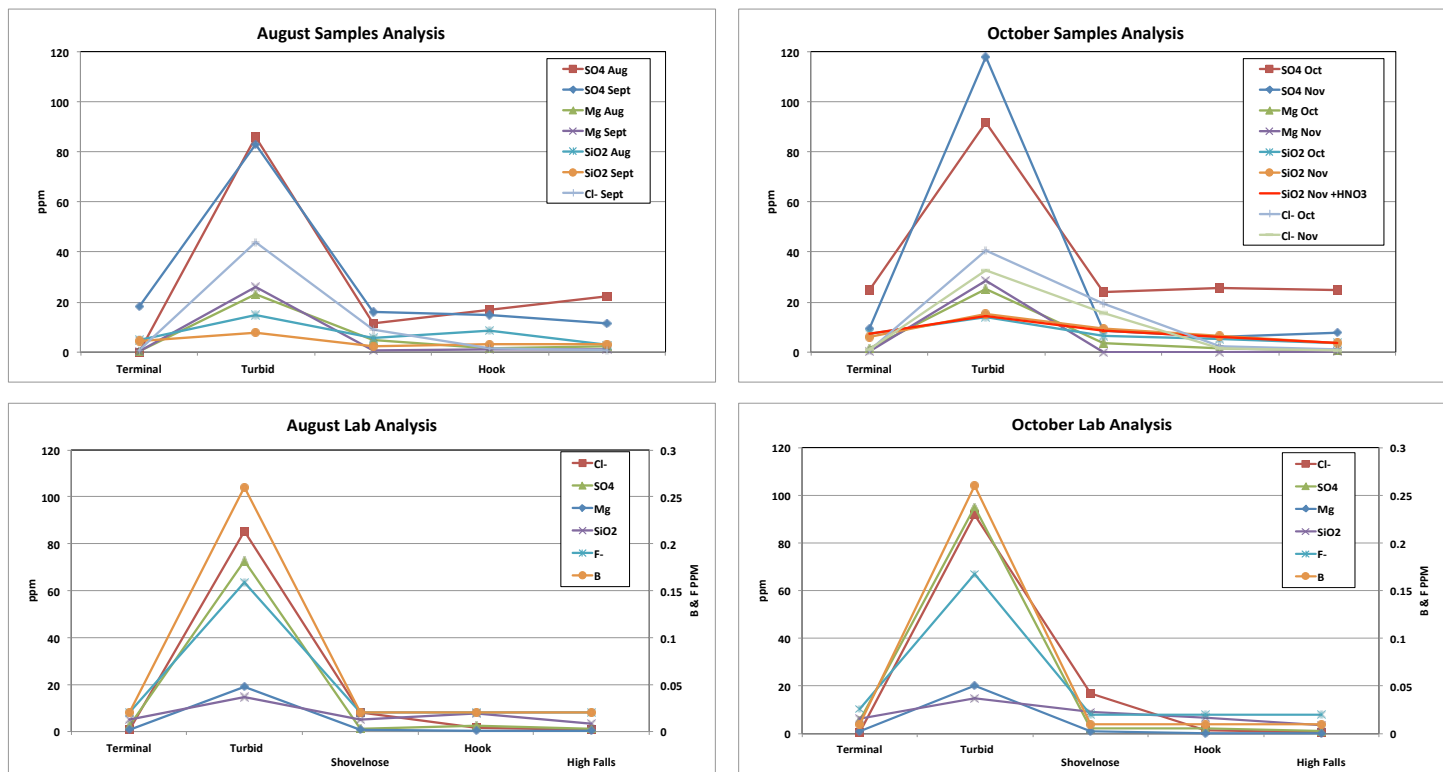 August Samples Analysis
120
100
80
60
40
20
0
ppm
SO4 Aug
SO4 Sept
Mg Aug
Mg Sept
SiO2 Aug
SiO2 Sept
Cl- Sept
Terminal
Turbid
Hook
October Samples Analysis
120
100
80
60
40
20
0
ppm
SO4 Oct
SO4 Nov
Mg Oct
Mg Nov
SiO2 Oct
SiO2 Nov
SiO2 Nov +HNO3
Cl- Oct
Cl- Nov
Terminal
Turbid
Hook
August Lab Analysis
120
100
80
60
40
20
0
ppm
Cl-
SO4
Mg
SiO2
F-
B
0.3
0.25
0.2
0.15
0.1
0.05
0
B & F PPM
Terminal
Turbid
Shovelnose
Hook
High Falls
October Lab Analysis
120
100
80
60
40
20
0
ppm
Cl-
SO4
Mg
SiO2
F-
B
0.3
0.25
0.2
0.15
0.1
0.05
0
B & F PPM
Terminal
Turbid
Shovelnose
Hook
High Falls